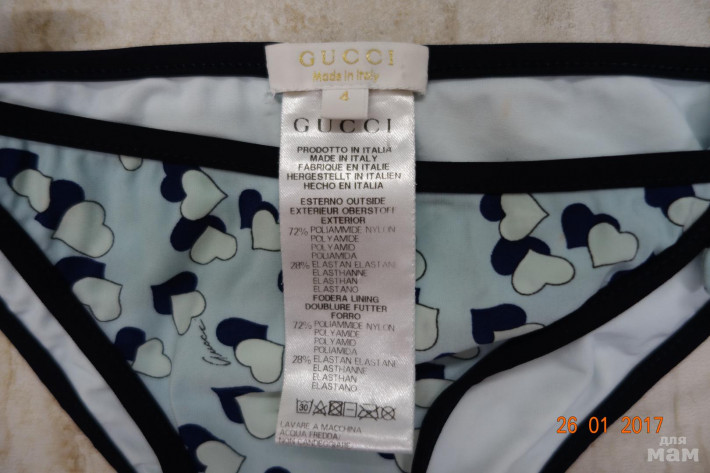 GUCCI
Made in Italy
4
GUCCI
PRODOTTO IN ITALIA
MADE IN ITALY
FABRIQUE EN ITALIE
HERGESTELLT IN ITALIEN
HECHO EN ITALIA
ESTERNO OUTSIDE
EXTERIEUR OBERSTOFF
EXTERIOR
72% POLIAMMIDE NYLON
POLYAMIDE
POLYAMID
POLIAMIDA
28% ELASTAN ELASTANE
ELASTHANNE
ELASTHAN
ELASTANO
FODERA LINING
DOUBLURE FUTTER
FORRO
72% POLIAMMIDE NYLON
POLYAMIDE
POLYAMID
POLIAMIDA
28% ELASTAN ELASTANE
ELASTHANNE
ELASTHAN
ELASTANO
30
LAVARE A MACCHINA
ACQUA FREDDA/
NON CANDEGGIARE
Gucci
26 01 2017
для
мам